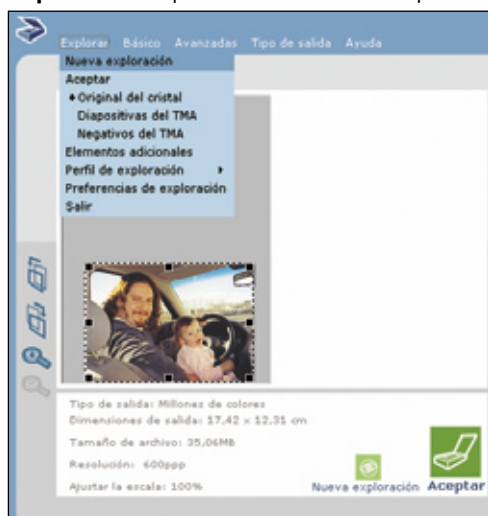 Explorar Básico Avanzadas Tipo de salida Ayuda
Nueva exploración
Aceptar
Original del cristal
Diapositivas del TMA
Negativos del TMA
Elementos adicionales
Perfil de exploración
Preferencias de exploración
Salir
Tipo de salida: Millones de colores
Dimensiones de salida: 17,42 x 12,31 cm
Tamaño de archivo: 35,06MB
Resolución: 600ppp
Ajustar la escala: 100%
Nueva exploración Aceptar